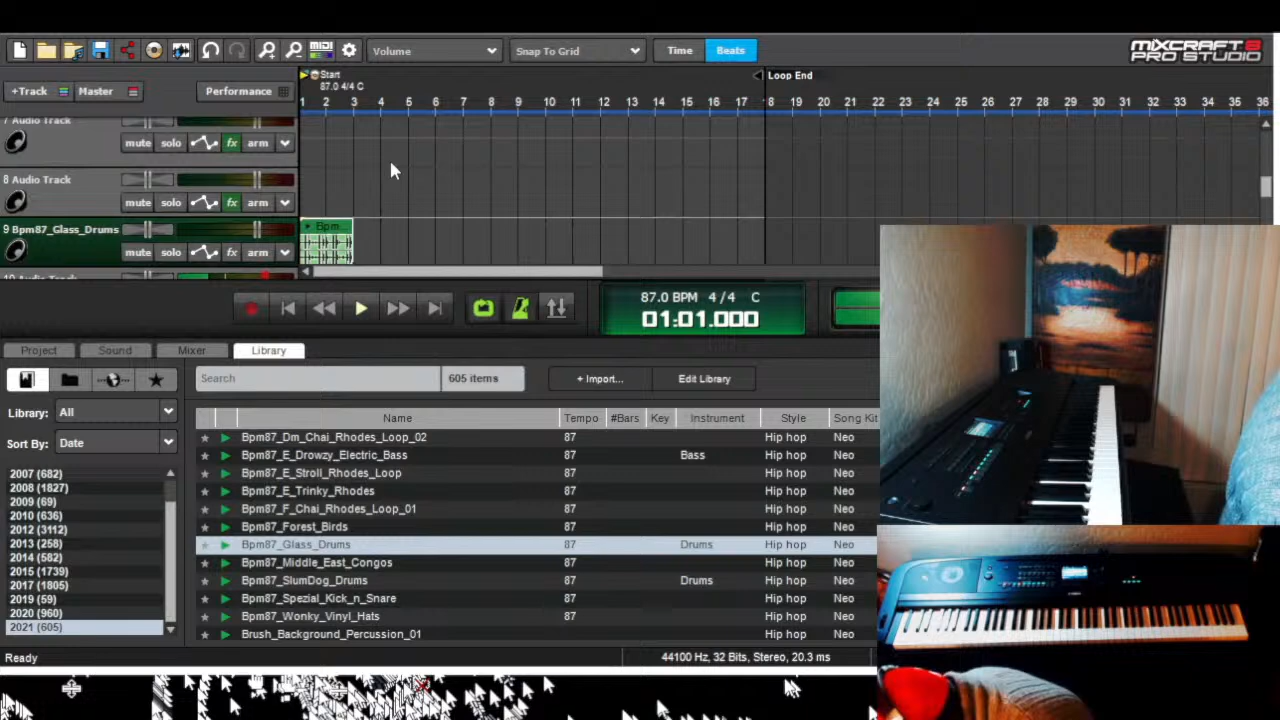 MIDI Volume Snap To Grid Time Beats MIXCRAFT 8 PRO STUDIO
Start Loop End
87.0 4/4 C
+Track Master Performance
1 2 3 4 5 6 7 8 9 10 11 12 13 14 15 16 17 18 19 20 21 22 23 24 25 26 27 28 29 30 31 32 33 34 35 36
7 Audio Track
mute solo fx arm
8 Audio Track
mute solo fx arm
9 Bpm87_Glass_Drums Bpm...
mute solo fx arm
10 Audio Track
87.0 BPM 4/4 C
01:01.000
Project Sound Mixer Library
Search 605 items + Import... Edit Library
Library: All
Name Tempo #Bars Key Instrument Style Song Kit
Sort By: Date
Bpm87_Dm_Chai_Rhodes_Loop_02 87 Hip hop Neo
Bpm87_E_Drowzy_Electric_Bass 87 Bass Hip hop Neo
Bpm87_E_Stroll_Rhodes_Loop 87 Hip hop Neo
Bpm87_E_Trinky_Rhodes 87 Hip hop Neo
Bpm87_F_Chai_Rhodes_Loop_01 87 Hip hop Neo
Bpm87_Forest_Birds 87 Hip hop Neo
Bpm87_Glass_Drums 87 Drums Hip hop Neo
Bpm87_Middle_East_Congos 87 Hip hop Neo
Bpm87_SlumDog_Drums 87 Drums Hip hop Neo
Bpm87_Spezial_Kick_n_Snare 87 Hip hop Neo
Bpm87_Wonky_Vinyl_Hats 87 Hip hop Neo
Brush_Background_Percussion_01 Hip hop Neo
2007 (682)
2008 (1827)
2009 (69)
2010 (636)
2012 (3112)
2013 (258)
2014 (582)
2015 (1739)
2017 (1805)
2019 (59)
2020 (960)
2021 (605)
Ready 44100 Hz, 32 Bits, Stereo, 20.3 ms